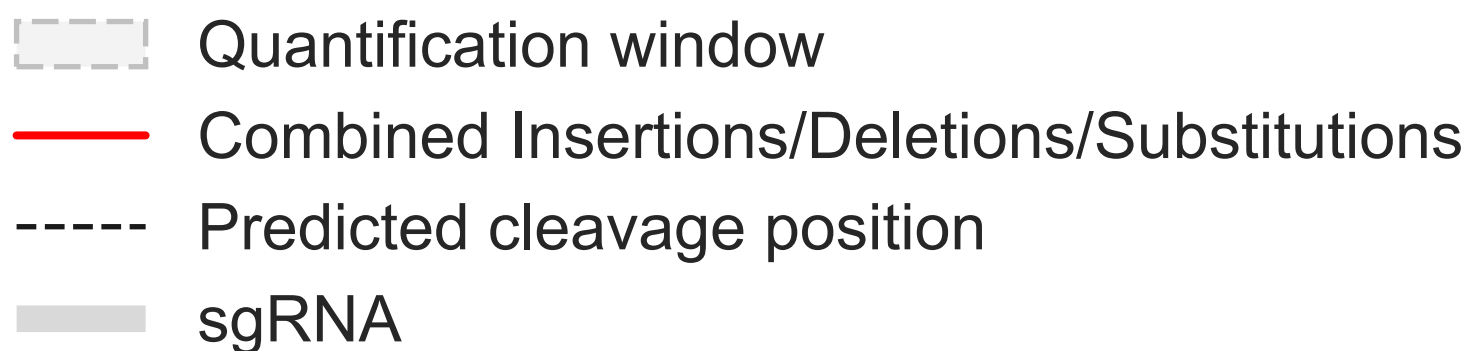 Quantification window
Combined Insertions/Deletions/Substitutions
Predicted cleavage position
sgRNA